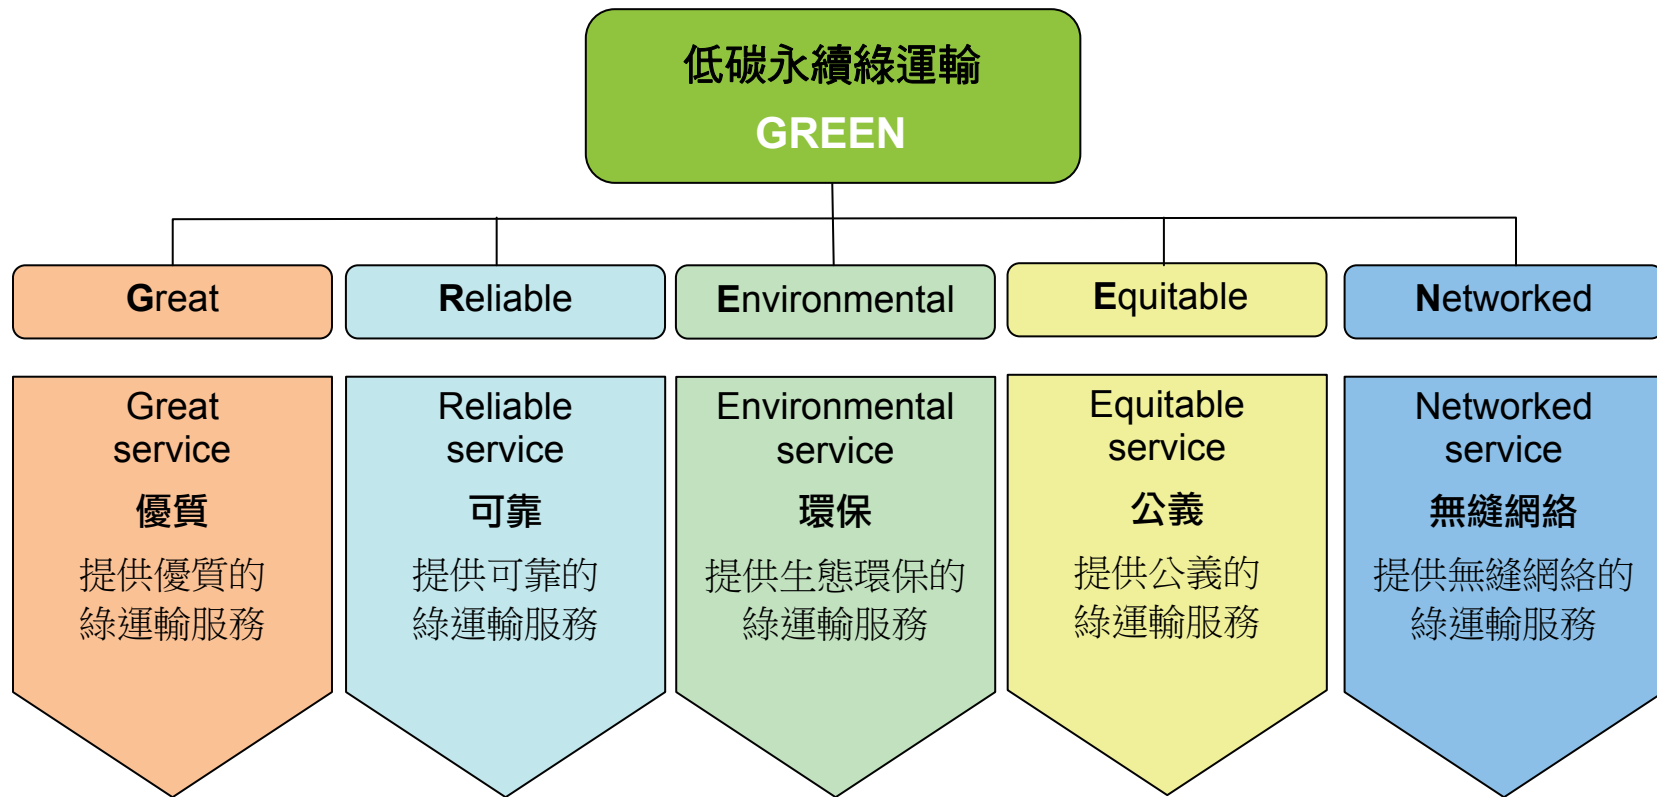 低碳永續綠運輸
GREEN
Great
Reliable
Environmental
Equitable
Networked
Great
service
優質
提供優質的
綠運輸服務
Reliable
service
可靠
提供可靠的
綠運輸服務
Environmental
service
環保
提供生態環保的
綠運輸服務
Equitable
service
公義
提供公義的
綠運輸服務
Networked
service
無縫網絡
提供無縫網絡的
綠運輸服務